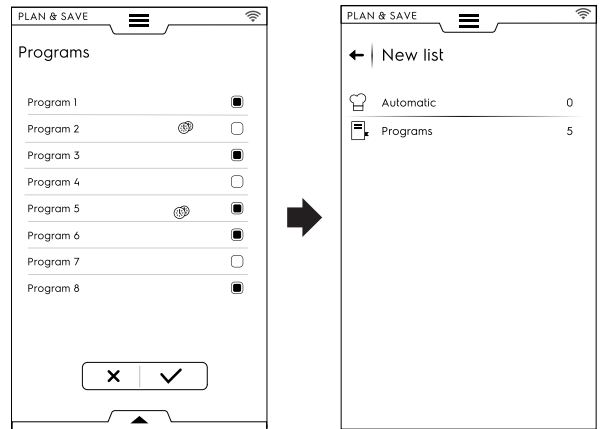 PLAN & SAVE
Programs
Program 1
Program 2
Program 3
Program 4
Program 5
Program 6
Program 7
Program 8
PLAN & SAVE
New list
Automatic 0
Programs 5